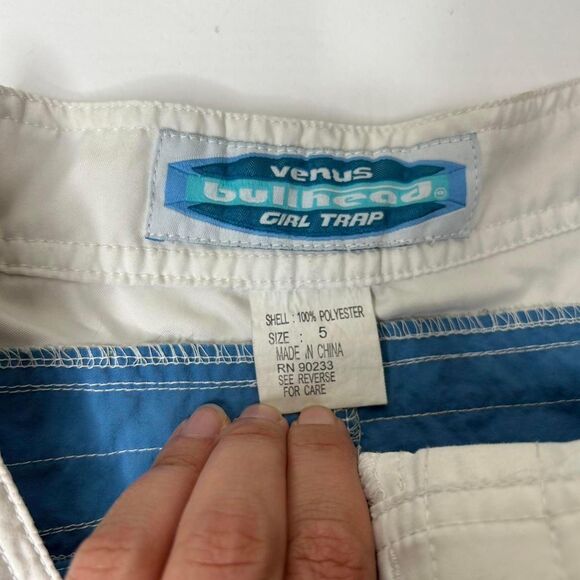 venus
bullhead®
GIRL TRAP
SHELL : 100% POLYESTER
SIZE : 5
MADE IN CHINA
RN 90233
SEE REVERSE
FOR CARE